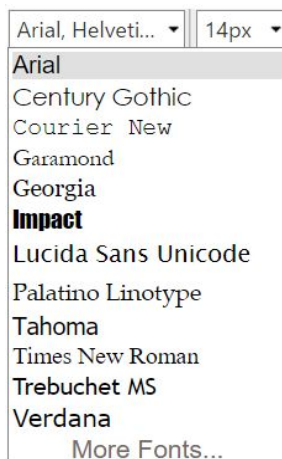 Arial, Helveti... 14px
Arial
Century Gothic
Courier New
Garamond
Georgia
Impact
Lucida Sans Unicode
Palatino Linotype
Tahoma
Times New Roman
Trebuchet MS
Verdana
More Fonts...